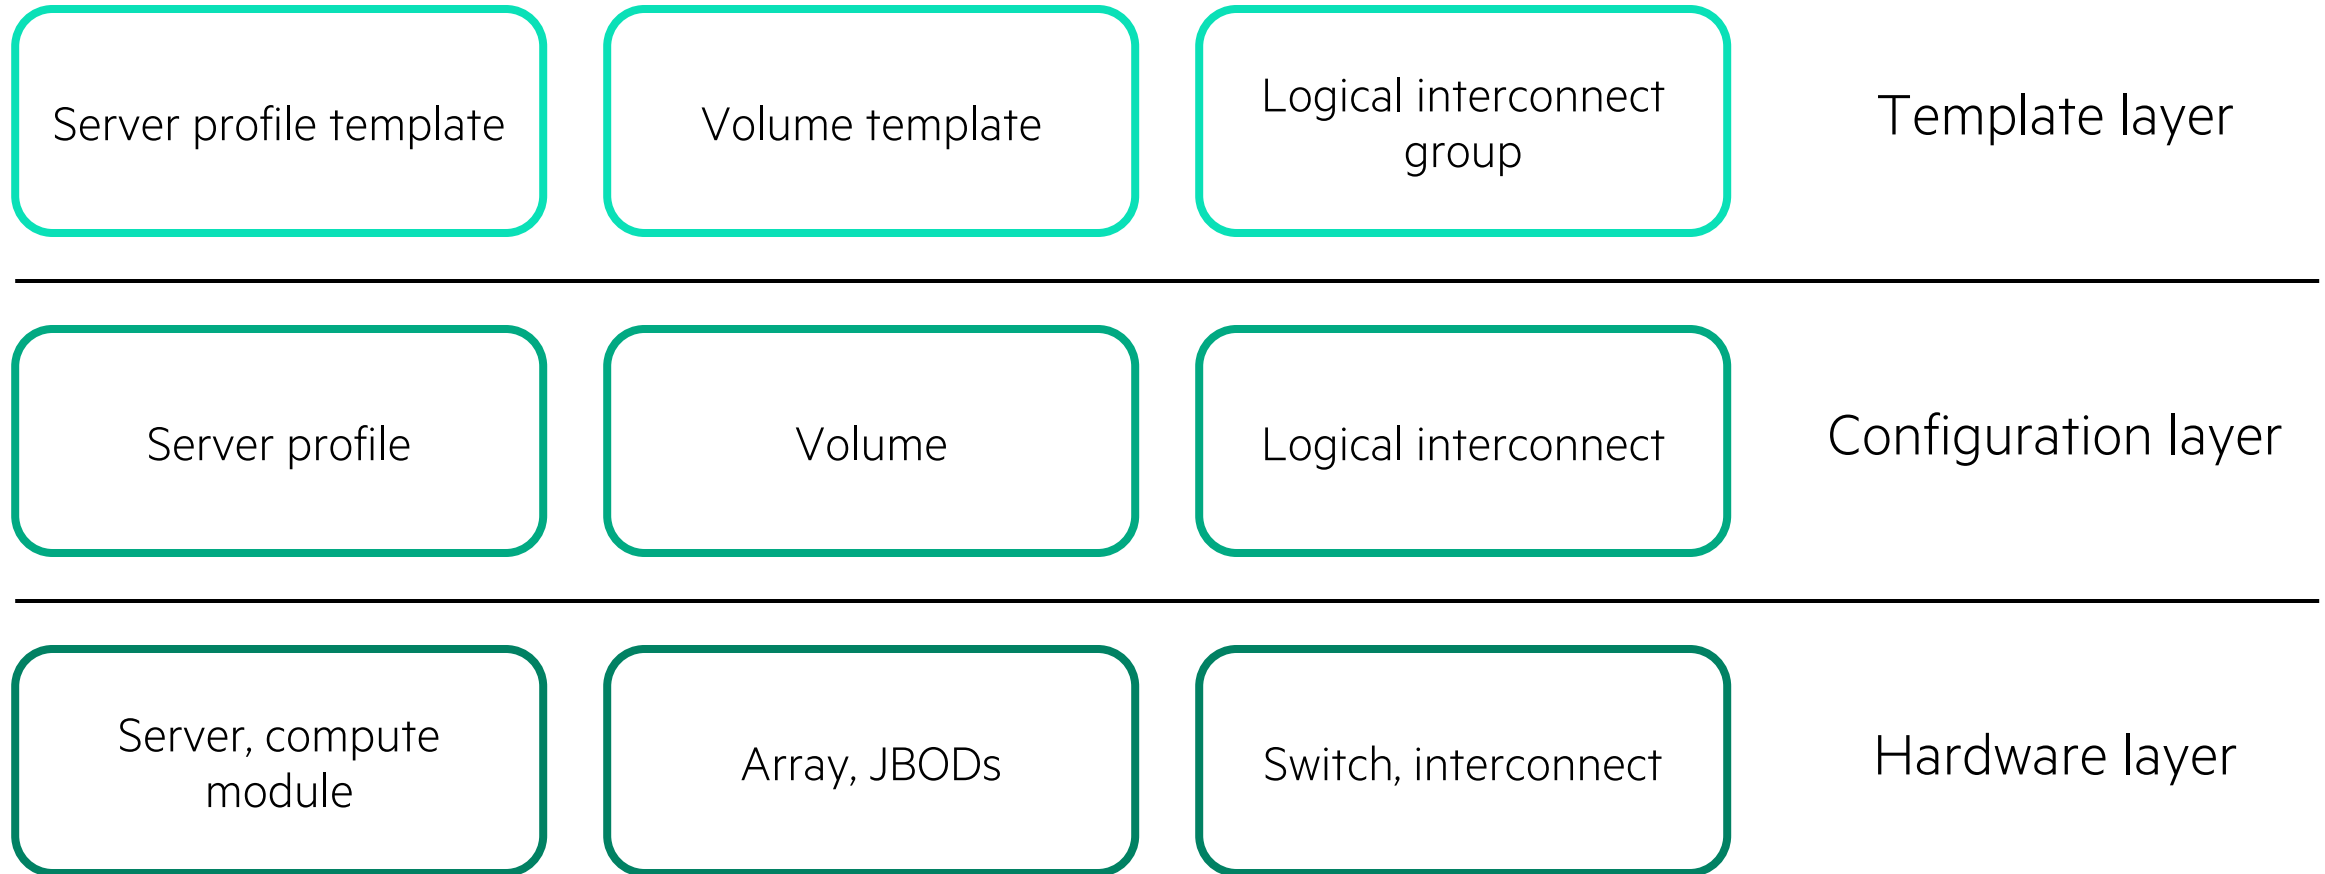 Server profile template
Volume template
Logical interconnect
group
Template layer
Server profile
Volume
Logical interconnect
Configuration layer
Server, compute
module
Array, JBODs
Switch, interconnect
Hardware layer